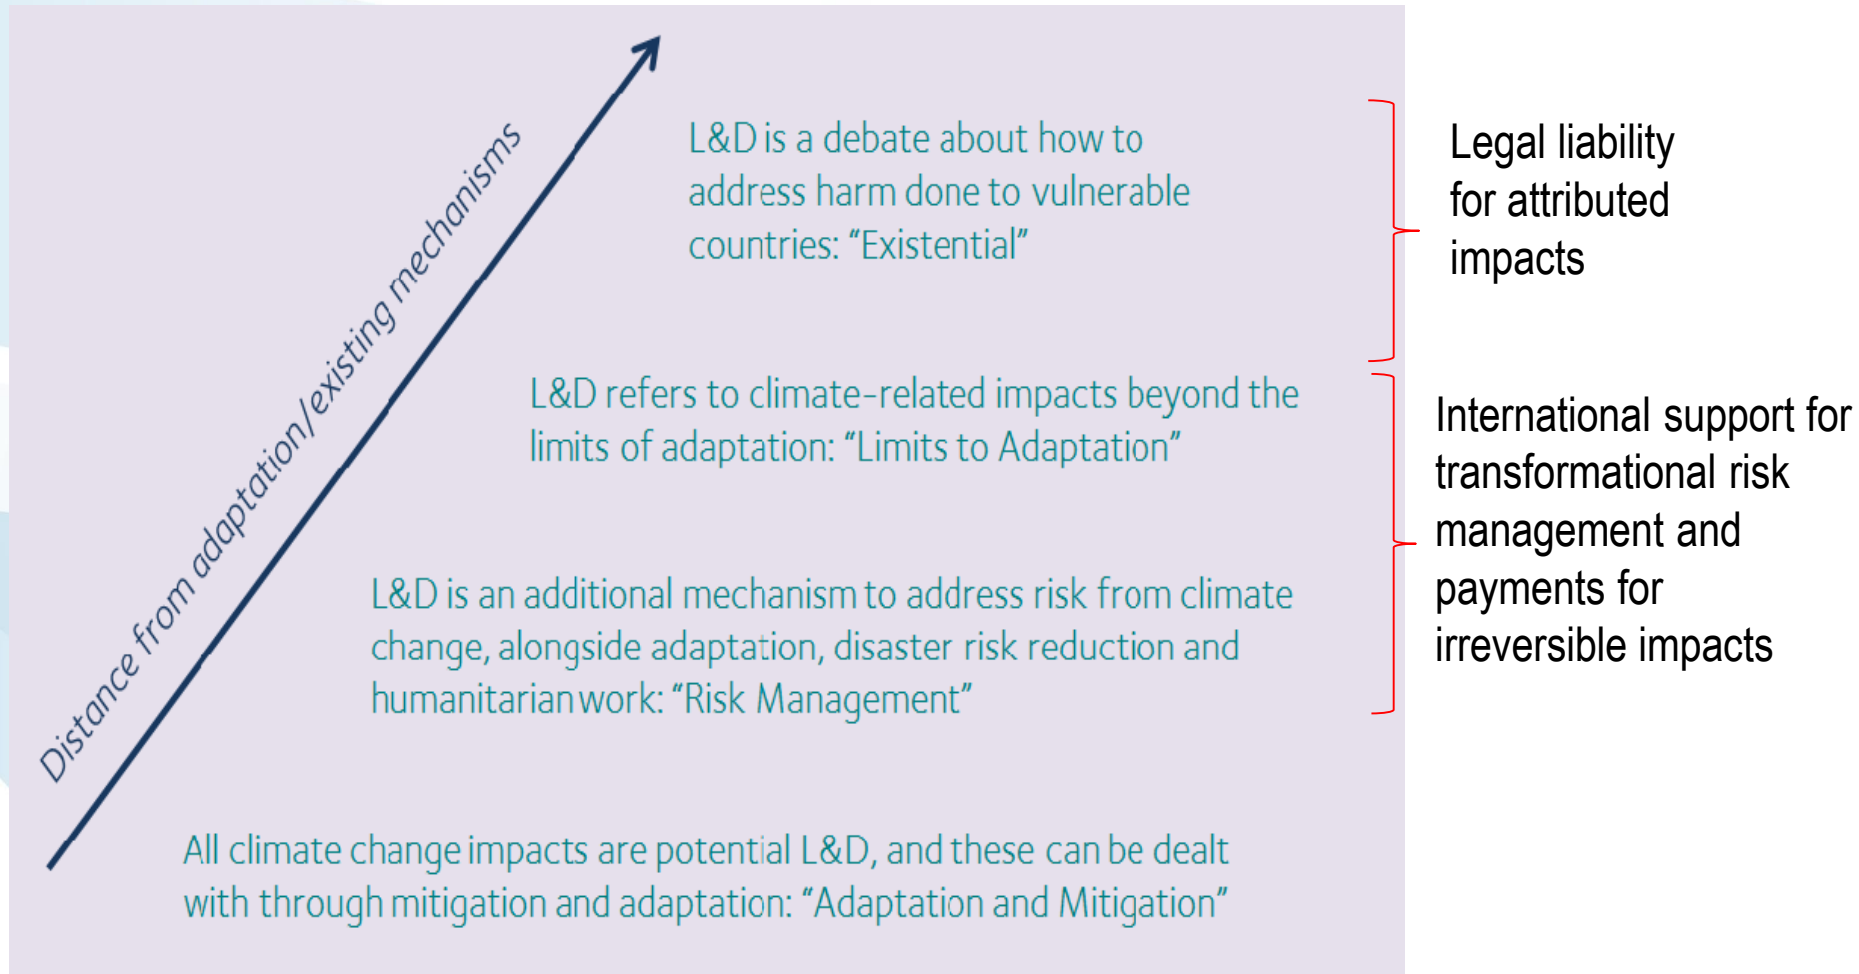 Distance from adaptation/existing mechanisms
L&D is a debate about how to
address harm done to vulnerable
countries: “Existential”
Legal liability
for attributed
impacts
L&D refers to climate-related impacts beyond the
limits of adaptation: “Limits to Adaptation”
L&D is an additional mechanism to address risk from climate
change, alongside adaptation, disaster risk reduction and
humanitarian work: “Risk Management”
International support for
transformational risk
management and
payments for
irreversible impacts
All climate change impacts are potential L&D, and these can be dealt
with through mitigation and adaptation: “Adaptation and Mitigation”